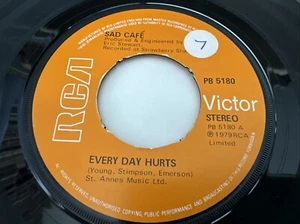 SAD CAFÉ
Produced & Engineered by
Eric Stewart
Recorded at Strawberry
7
PB 5180
RCA
Victor
STEREO
PB 5180 A
℗ 1979 RCA
Limited
EVERY DAY HURTS
(Young, Stimpson, Emerson)
St. Annes Music Ltd.